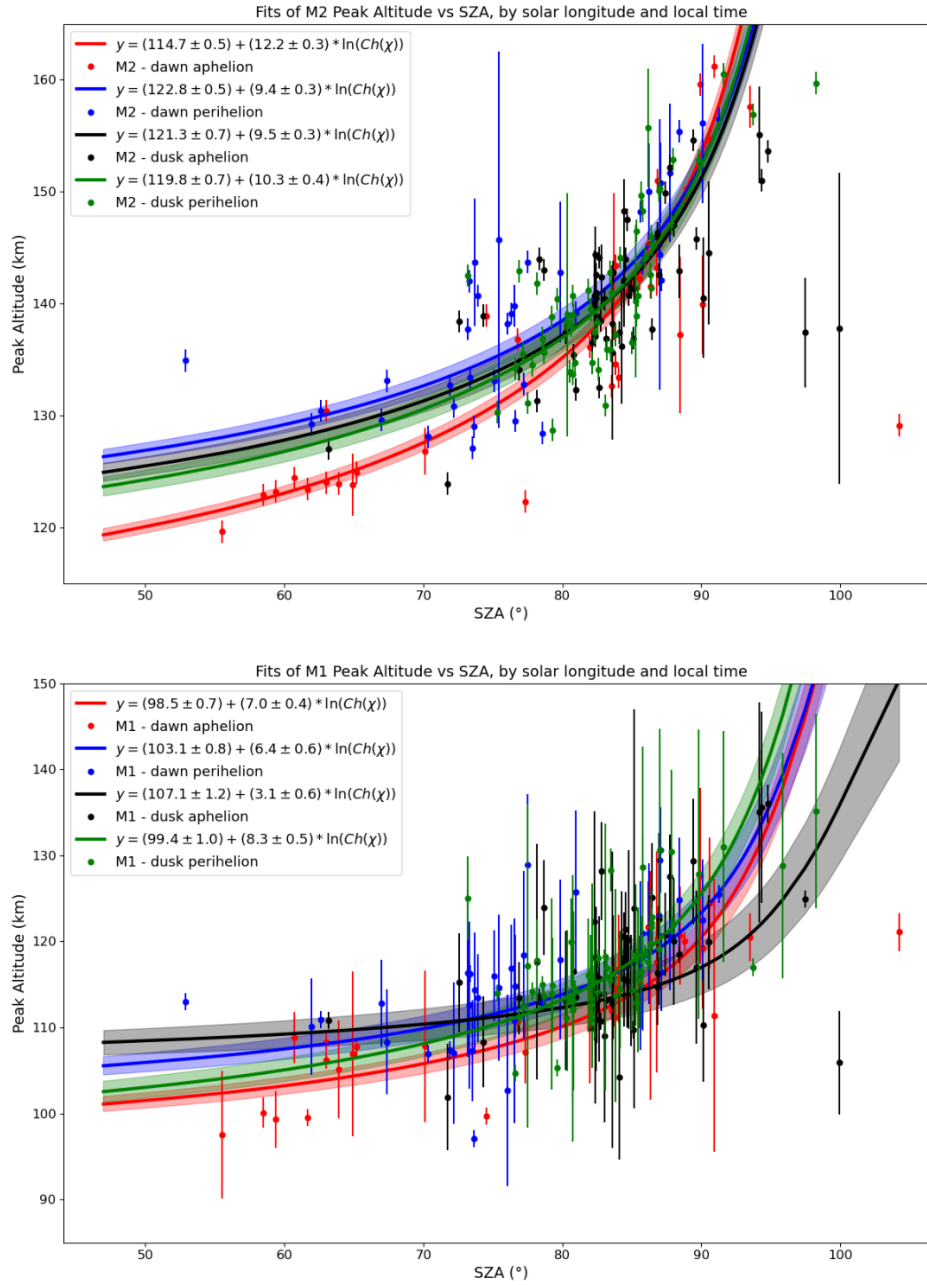 Fits of M2 Peak Altitude vs SZA, by solar longitude and local time
y = (114.7 ± 0.5) + (12.2 ± 0.3) * ln(Ch(χ))
M2 - dawn aphelion
y = (122.8 ± 0.5) + (9.4 ± 0.3) * ln(Ch(χ))
M2 - dawn perihelion
y = (121.3 ± 0.7) + (9.5 ± 0.3) * ln(Ch(χ))
M2 - dusk aphelion
y = (119.8 ± 0.7) + (10.3 ± 0.4) * ln(Ch(χ))
M2 - dusk perihelion
160
150
140
130
120
Peak Altitude (km)
50 60 70 80 90 100
SZA (°)
Fits of M1 Peak Altitude vs SZA, by solar longitude and local time
y = (98.5 ± 0.7) + (7.0 ± 0.4) * ln(Ch(χ))
M1 - dawn aphelion
y = (103.1 ± 0.8) + (6.4 ± 0.6) * ln(Ch(χ))
M1 - dawn perihelion
y = (107.1 ± 1.2) + (3.1 ± 0.6) * ln(Ch(χ))
M1 - dusk aphelion
y = (99.4 ± 1.0) + (8.3 ± 0.5) * ln(Ch(χ))
M1 - dusk perihelion
150
140
130
120
110
100
90
Peak Altitude (km)
50 60 70 80 90 100
SZA (°)